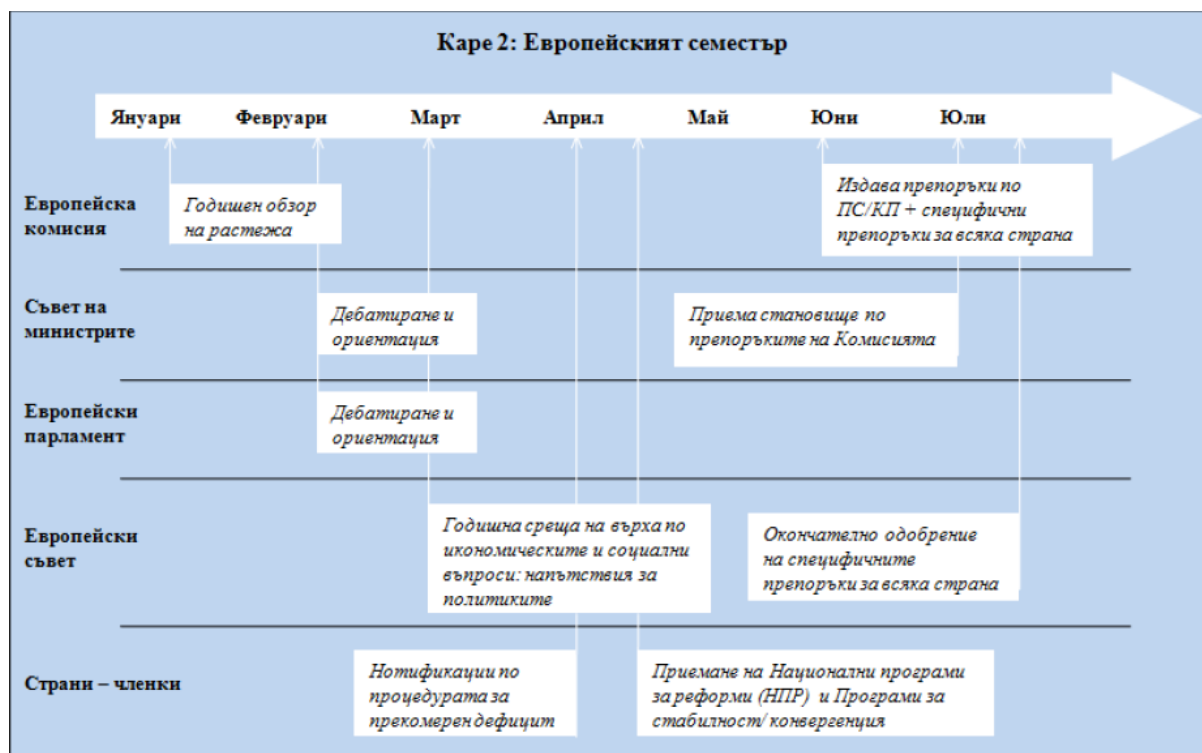 Каре 2: Европейският семестър
Януари Февруари Март Април Май Юни Юли
Европейска
комисия
Годишен обзор
на растежа
Издава препоръки по
ПС/КП + специфични
препоръки за всяка страна
Съвет на
министрите
Дебатиране и
ориентация
Приема становище по
препоръките на Комисията
Европейски
парламент
Дебатиране и
ориентация
Европейски
съвет
Годишна среща на върха по
икономическите и социални
въпроси: напътствия за
политиките
Окончателно одобрение
на специфичните
препоръки за всяка страна
Страни – членки
Нотификации по
процедурата за
прекомерен дефицит
Приемане на Национални програми
за реформи (НПР) и Програми за
стабилност/ конвергенция